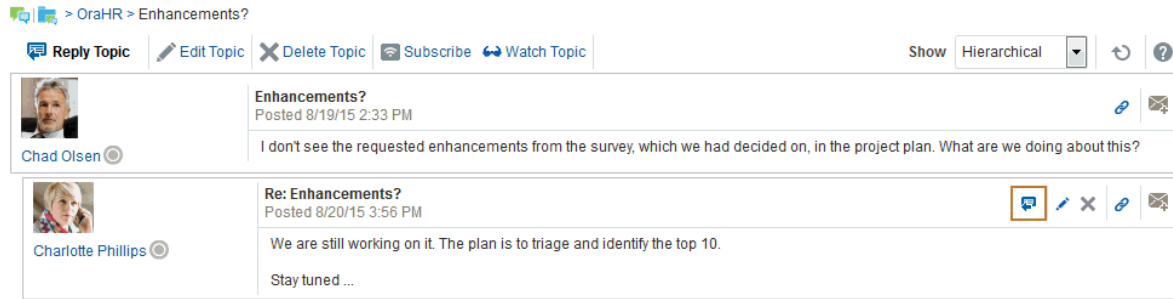 > OraHR > Enhancements?
Reply Topic Edit Topic Delete Topic Subscribe Watch Topic Show Hierarchical
Enhancements?
Posted 8/19/15 2:33 PM
Chad Olsen
I don't see the requested enhancements from the survey, which we had decided on, in the project plan. What are we doing about this?
Re: Enhancements?
Posted 8/20/15 3:56 PM
Charlotte Phillips
We are still working on it. The plan is to triage and identify the top 10.
Stay tuned ...